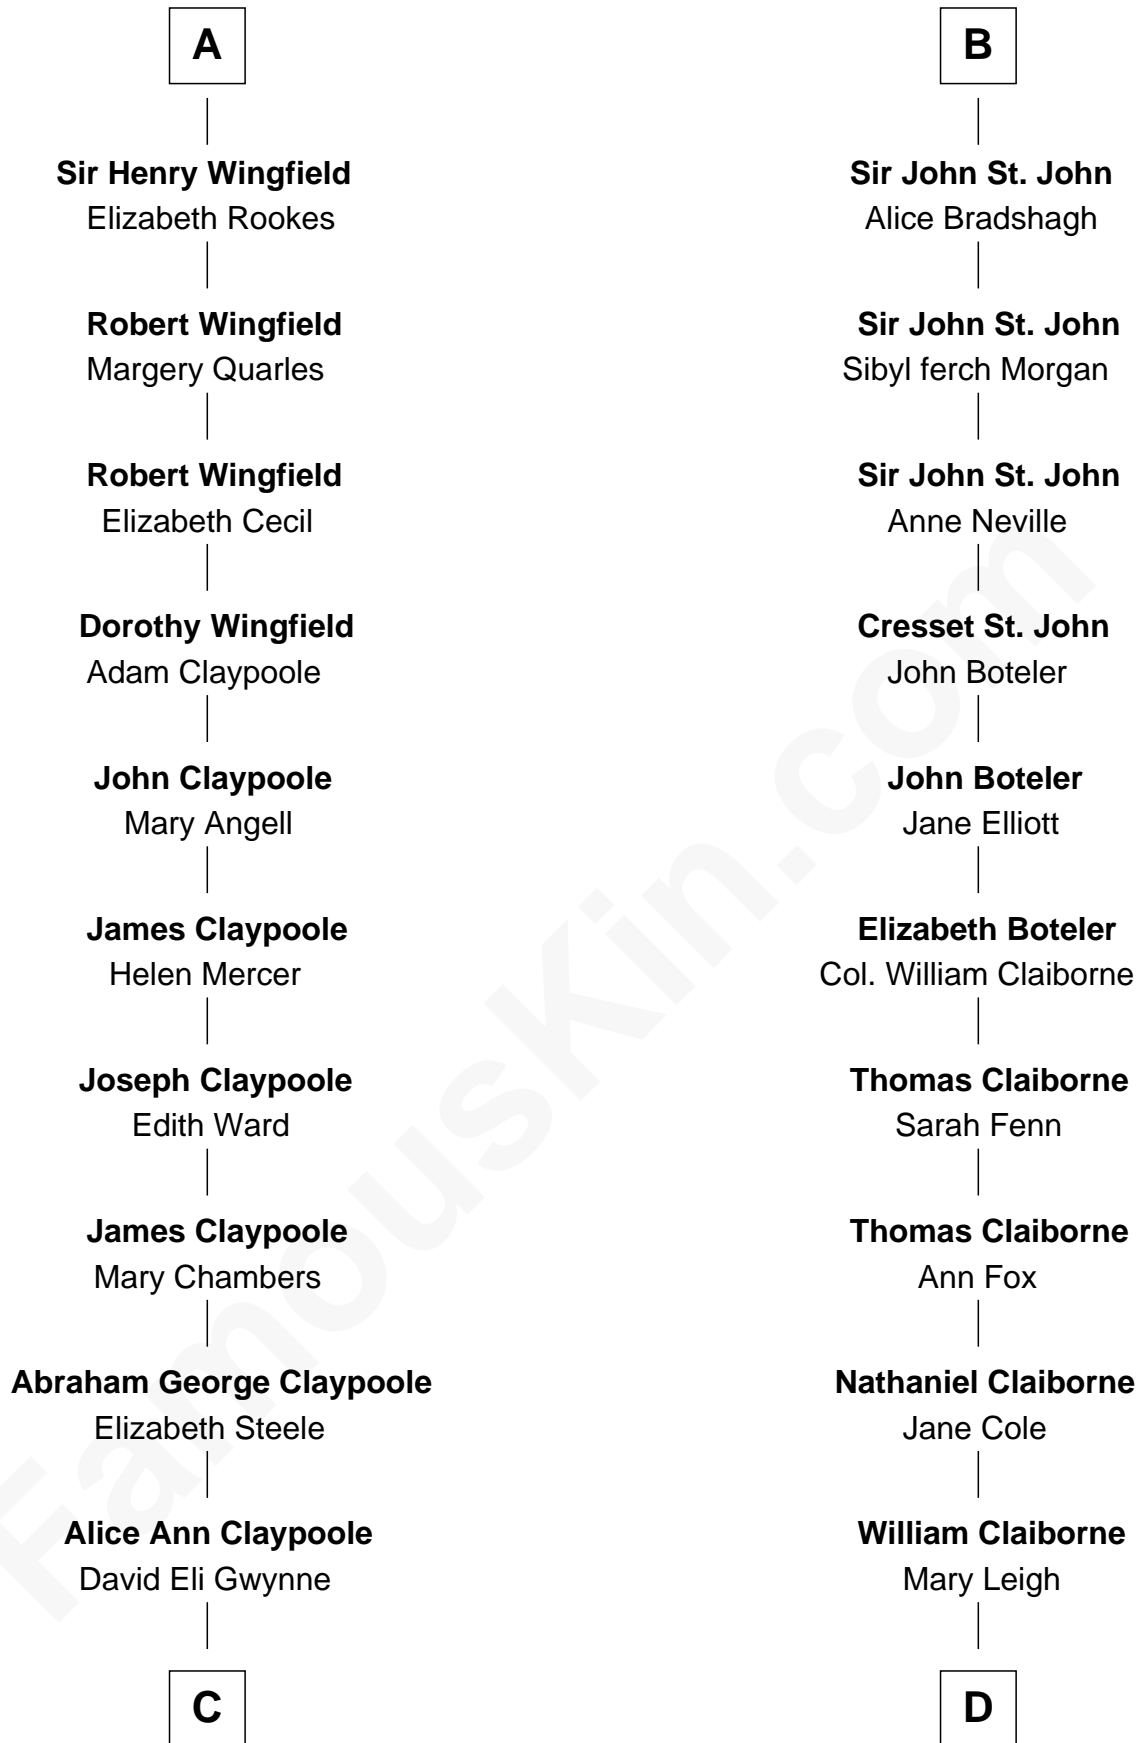 A
Sir Henry Wingfield
Elizabeth Rookes
Robert Wingfield
Margery Quarles
Robert Wingfield
Elizabeth Cecil
Dorothy Wingfield
Adam Claypoole
John Claypoole
Mary Angell
James Claypoole
Helen Mercer
Joseph Claypoole
Edith Ward
James Claypoole
Mary Chambers
Abraham George Claypoole
Elizabeth Steele
Alice Ann Claypoole
David Eli Gwynne
C
B
Sir John St. John
Alice Bradshagh
Sir John St. John
Sibyl ferch Morgan
Sir John St. John
Anne Neville
Cresset St. John
John Boteler
John Boteler
Jane Elliott
Elizabeth Boteler
Col. William Claiborne
Thomas Claiborne
Sarah Fenn
Thomas Claiborne
Ann Fox
Nathaniel Claiborne
Jane Cole
William Claiborne
Mary Leigh
D
FamousKin.com